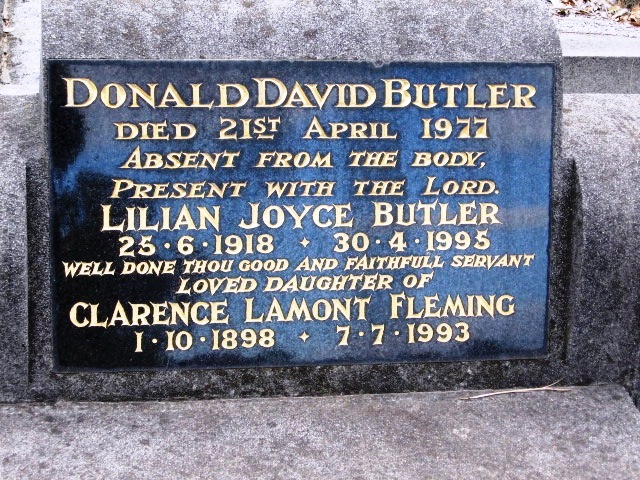 DONALD DAVID BUTLER
DIED 21ST APRIL 1977
ABSENT FROM THE BODY,
PRESENT WITH THE LORD.
LILIAN JOYCE BUTLER
25·6·1918 ✦ 30·4·1995
WELL DONE THOU GOOD AND FAITHFULL SERVANT
LOVED DAUGHTER OF
CLARENCE LAMONT FLEMING
1·10·1898 ✦ 7·7·1993